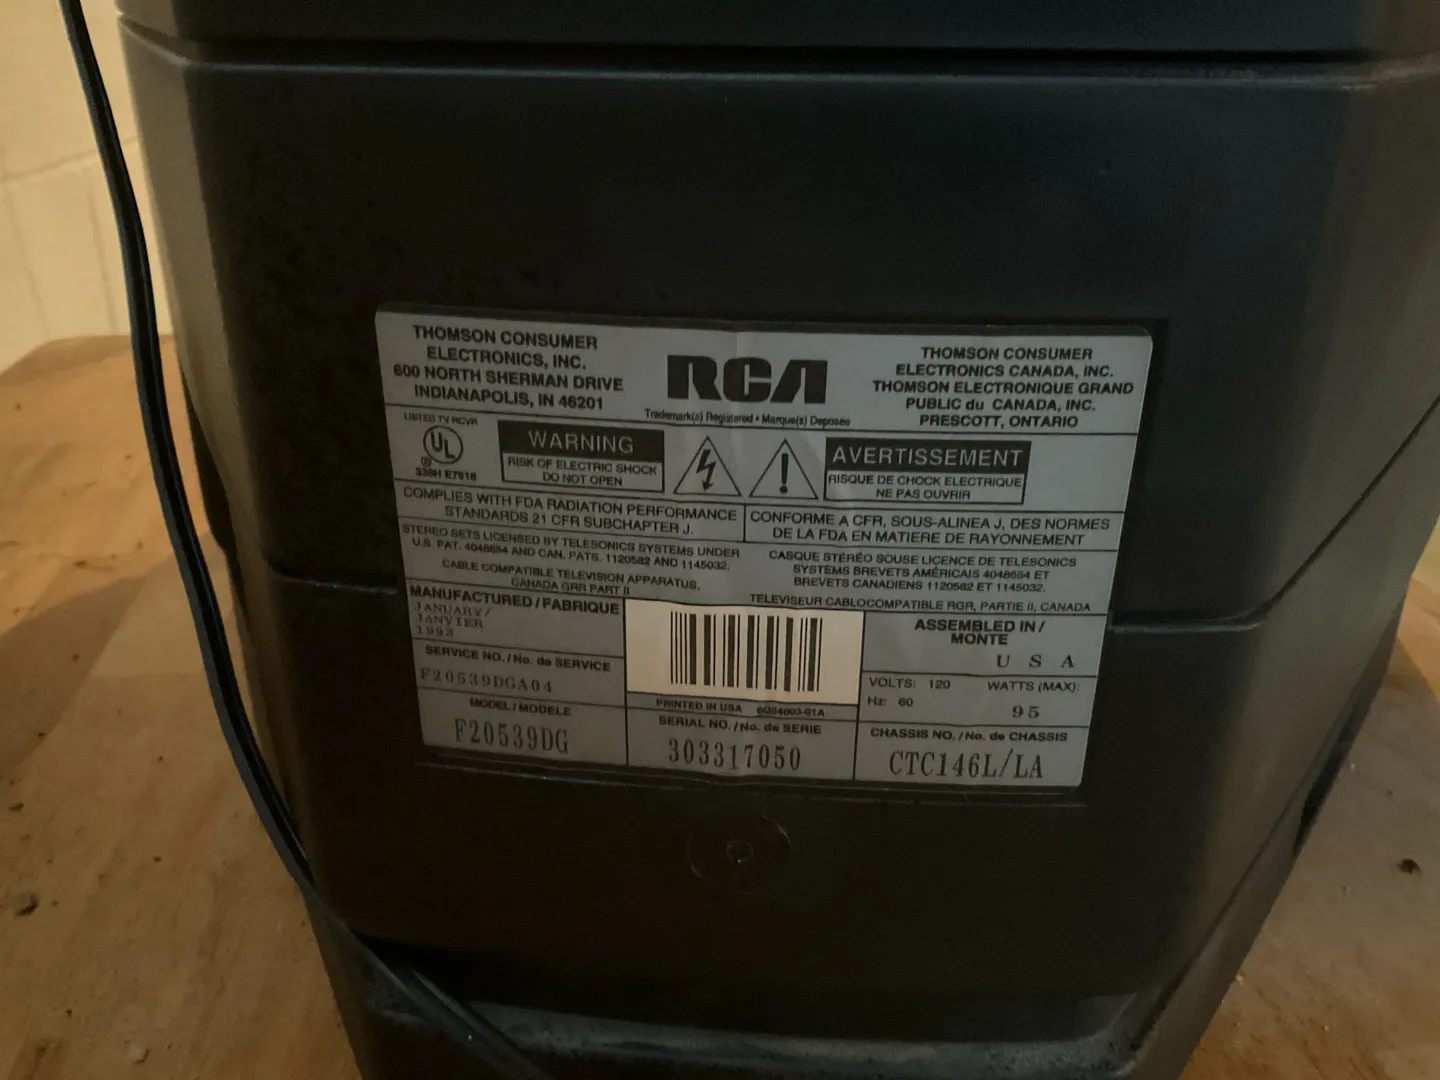 THOMSON CONSUMER
ELECTRONICS, INC.
600 NORTH SHERMAN DRIVE
INDIANAPOLIS, IN 46201
RCA
Trademark(s) Registered • Marque(s) Deposée
THOMSON CONSUMER
ELECTRONICS CANADA, INC.
THOMSON ELECTRONIQUE GRAND
PUBLIC du CANADA, INC.
PRESCOTT, ONTARIO
LISTED TV RCVR
UL
®
338H E7918
WARNING
RISK OF ELECTRIC SHOCK
DO NOT OPEN
AVERTISSEMENT
RISQUE DE CHOCK ELECTRIQUE
NE PAS OUVRIR
COMPLIES WITH FDA RADIATION PERFORMANCE
STANDARDS 21 CFR SUBCHAPTER J.
CONFORME A CFR, SOUS-ALINEA J, DES NORMES
DE LA FDA EN MATIERE DE RAYONNEMENT
STEREO SETS LICENSED BY TELESONICS SYSTEMS UNDER
U.S. PAT. 4048654 AND CAN. PATS. 1120582 AND 1145032.
CABLE COMPATIBLE TELEVISION APPARATUS,
CANADA GRR PART II
CASQUE STÉRÉO SOUSE LICENCE DE TELESONICS
SYSTEMS BREVETS AMÉRICAIS 4048654 ET
BREVETS CANADIENS 1120582 ET 1145032.
TELEVISEUR CABLOCOMPATIBLE RGR, PARTIE II, CANADA
MANUFACTURED / FABRIQUE
JANUARY/
JANVIER
1993
SERVICE NO. / No. de SERVICE
F20539DGA04
MODEL / MODELE
F20539DG
PRINTED IN USA
SERIAL NO. / No. de SERIE
303317050
ASSEMBLED IN /
MONTE
U S A
VOLTS: 120
Hz: 60
WATTS (MAX):
95
CHASSIS NO. / No. de CHASSIS
CTC146L/LA